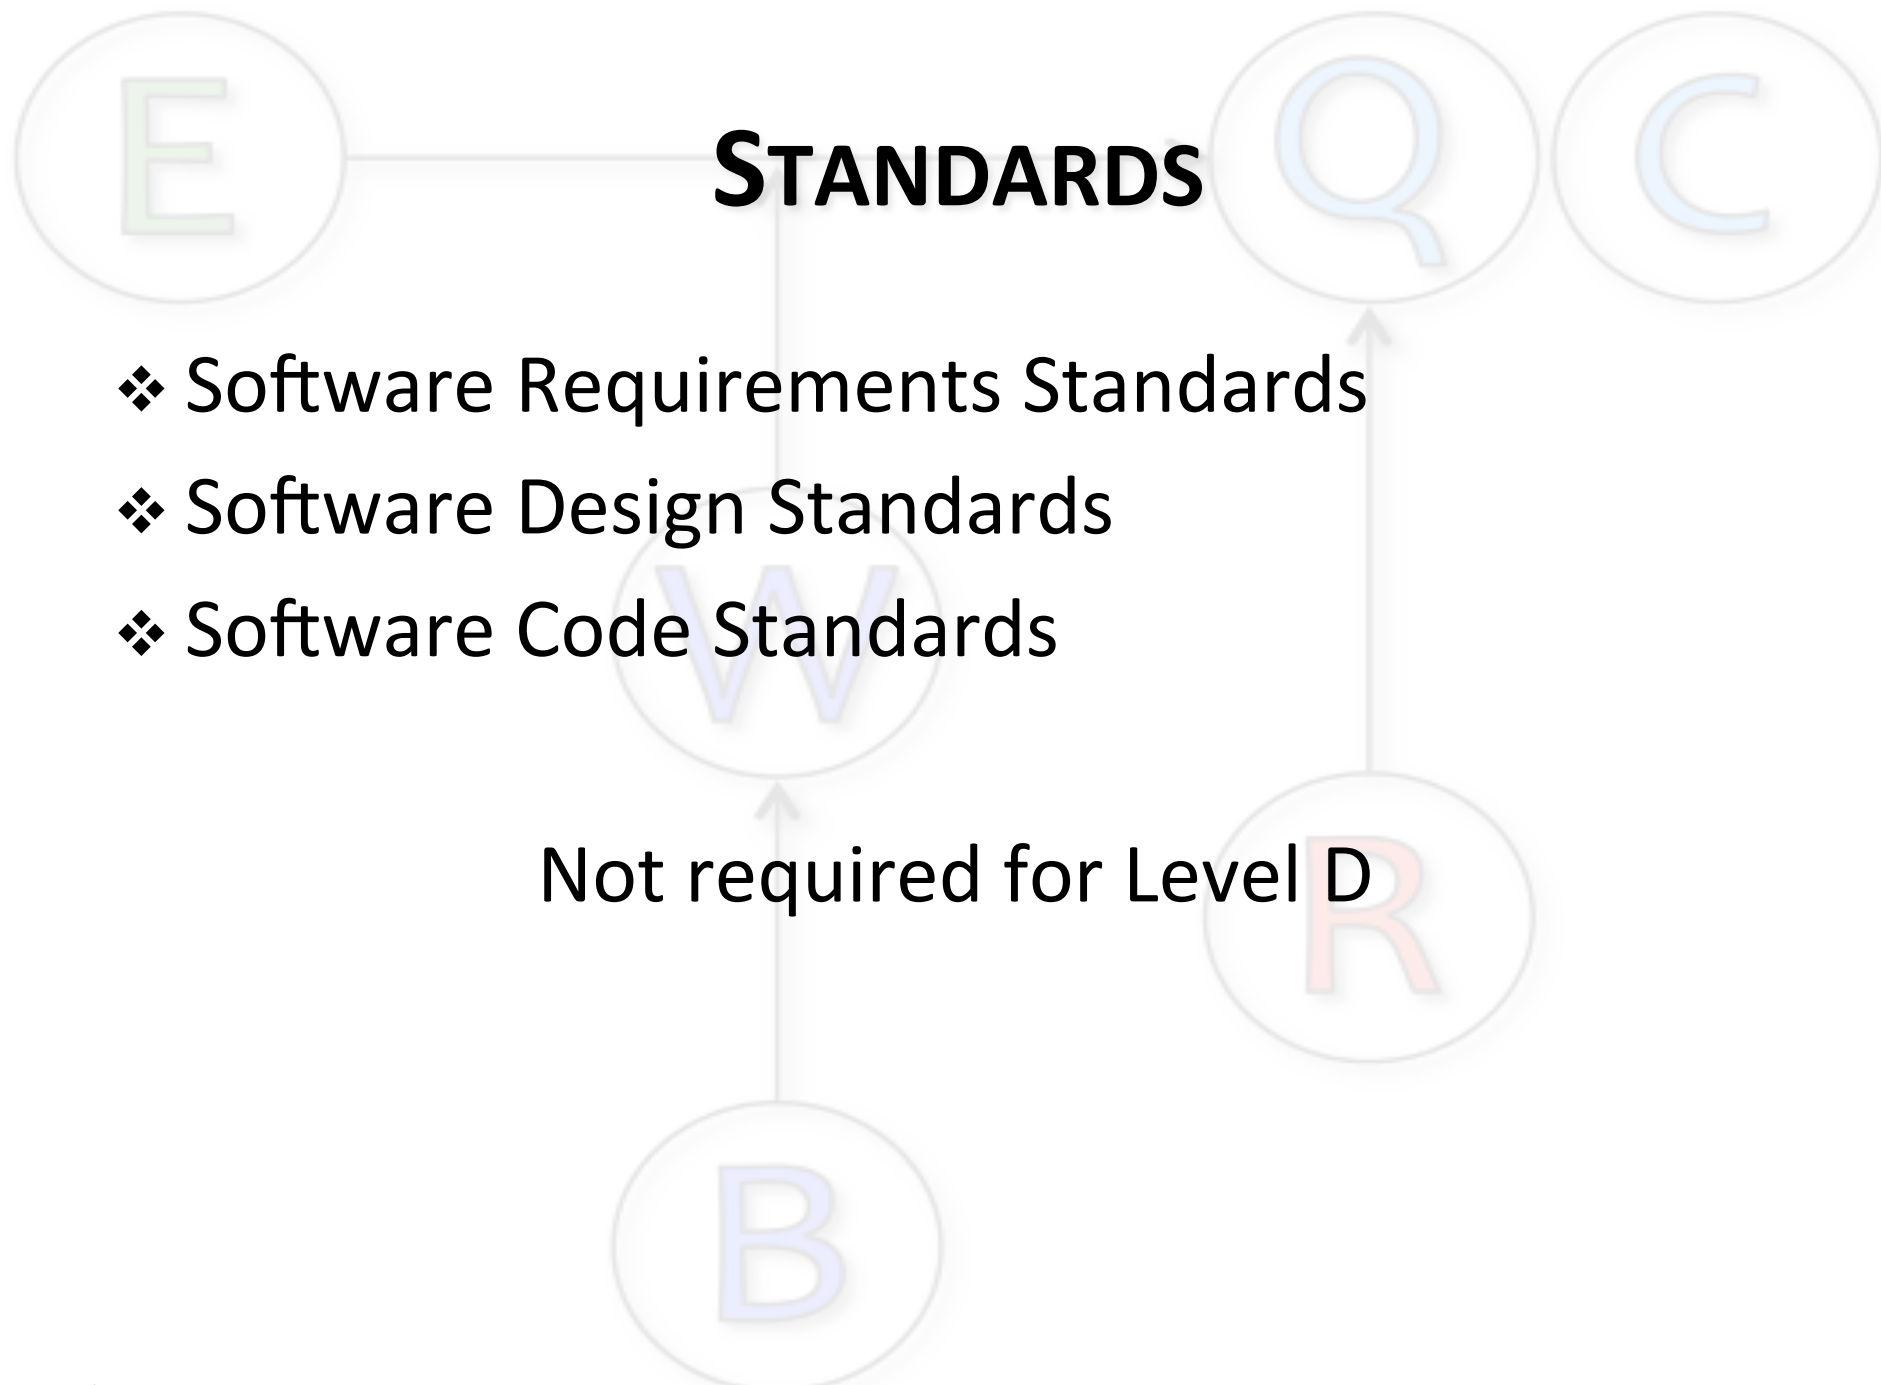 E
Q
C
STANDARDS
❖ Software Requirements Standards
❖ Software Design Standards
❖ Software Code Standards
W
Not required for Level D
R
B